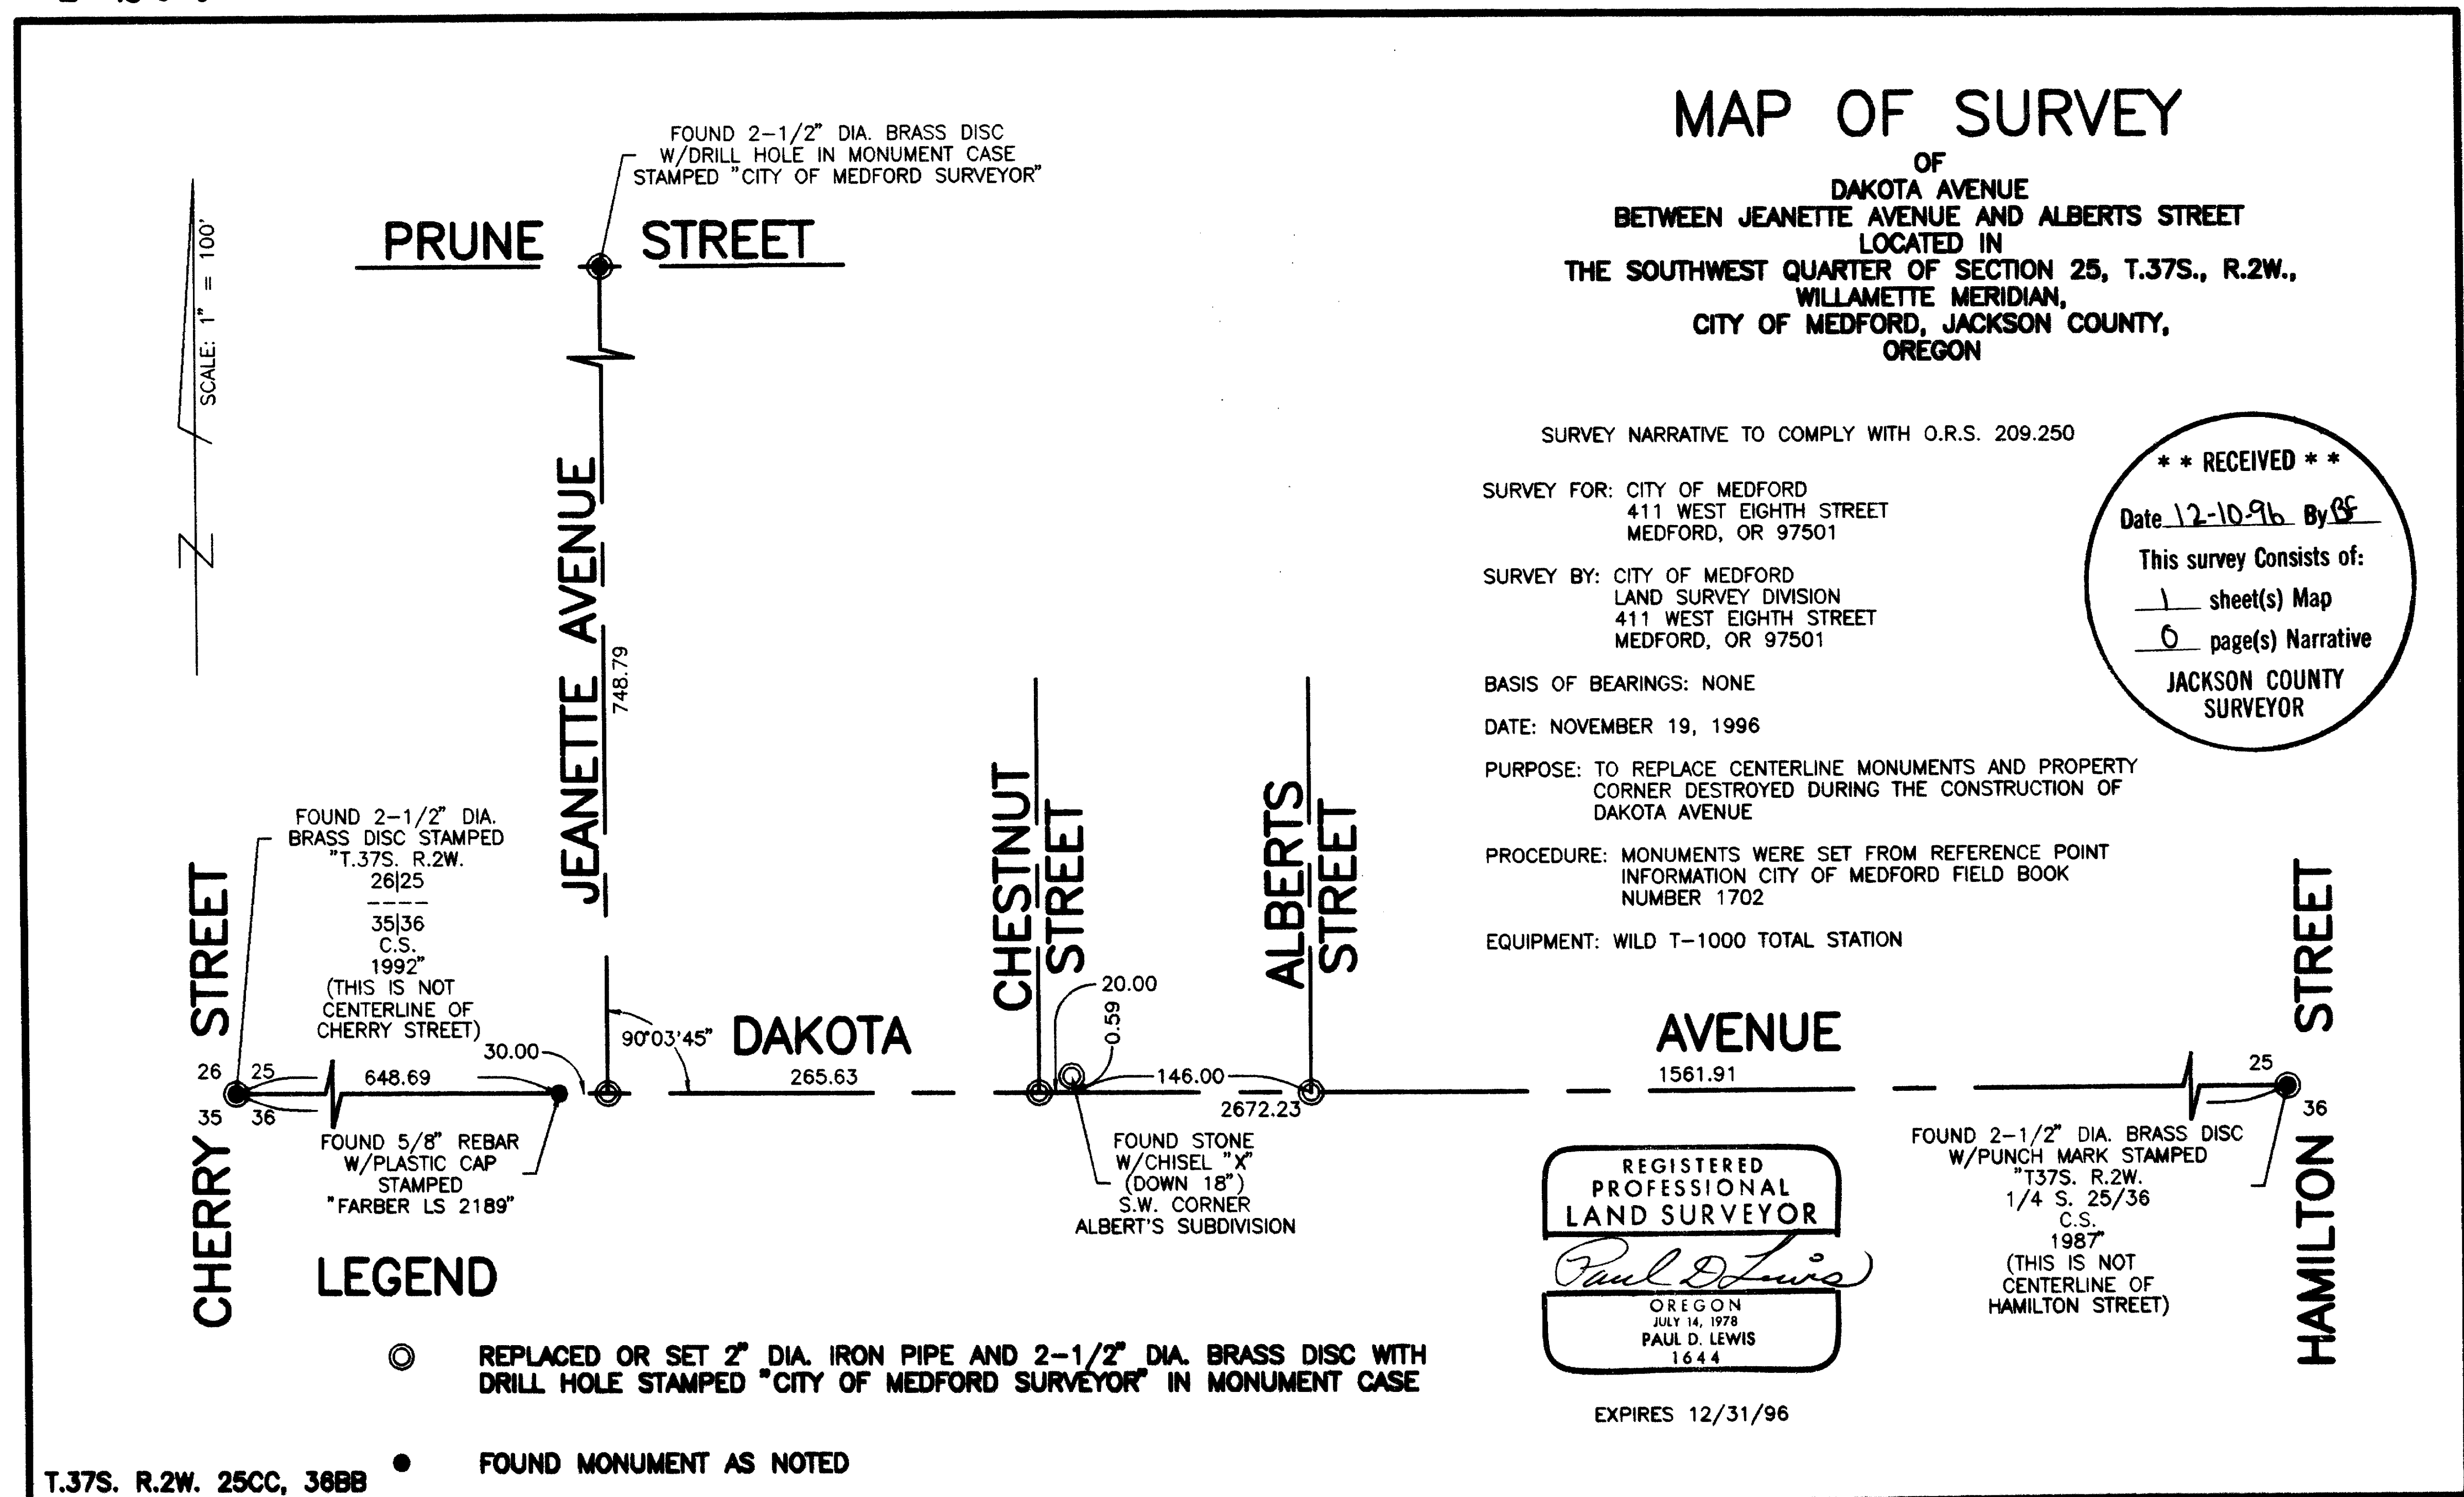 MAP OF SURVEY
OF
DAKOTA AVENUE
BETWEEN JEANETTE AVENUE AND ALBERTS STREET
LOCATED IN
THE SOUTHWEST QUARTER OF SECTION 25, T.37S., R.2W.,
WILLAMETTE MERIDIAN,
CITY OF MEDFORD, JACKSON COUNTY,
OREGON
FOUND 2-1/2" DIA. BRASS DISC
W/DRILL HOLE IN MONUMENT CASE
STAMPED "CITY OF MEDFORD SURVEYOR"
PRUNE STREET
SCALE: 1" = 100'
N
JEANETTE AVENUE
748.79
SURVEY NARRATIVE TO COMPLY WITH O.R.S. 209.250
SURVEY FOR: CITY OF MEDFORD
411 WEST EIGHTH STREET
MEDFORD, OR 97501
SURVEY BY: CITY OF MEDFORD
LAND SURVEY DIVISION
411 WEST EIGHTH STREET
MEDFORD, OR 97501
BASIS OF BEARINGS: NONE
DATE: NOVEMBER 19, 1996
PURPOSE: TO REPLACE CENTERLINE MONUMENTS AND PROPERTY
CORNER DESTROYED DURING THE CONSTRUCTION OF
DAKOTA AVENUE
PROCEDURE: MONUMENTS WERE SET FROM REFERENCE POINT
INFORMATION CITY OF MEDFORD FIELD BOOK
NUMBER 1702
EQUIPMENT: WILD T-1000 TOTAL STATION
* * RECEIVED * *
Date 12-10-96 By BF
This survey Consists of:
1 sheet(s) Map
0 page(s) Narrative
JACKSON COUNTY
SURVEYOR
FOUND 2-1/2" DIA.
BRASS DISC STAMPED
"T.37S. R.2W.
26|25
----
35|36
C.S.
1992"
(THIS IS NOT
CENTERLINE OF
CHERRY STREET)
CHERRY STREET
CHESTNUT
STREET
ALBERTS
STREET
HAMILTON STREET
20.00
0.59
30.00
90°03'45"
DAKOTA
AVENUE
26 25
35 36
648.69
265.63
146.00
2672.23
1561.91
25
36
FOUND 5/8" REBAR
W/PLASTIC CAP
STAMPED
"FARBER LS 2189"
FOUND STONE
W/CHISEL "X"
(DOWN 18")
S.W. CORNER
ALBERT'S SUBDIVISION
FOUND 2-1/2" DIA. BRASS DISC
W/PUNCH MARK STAMPED
"T37S. R.2W.
1/4 S. 25/36
C.S.
1987"
(THIS IS NOT
CENTERLINE OF
HAMILTON STREET)
REGISTERED
PROFESSIONAL
LAND SURVEYOR
Paul D Lewis
OREGON
JULY 14, 1978
PAUL D. LEWIS
1644
EXPIRES 12/31/96
LEGEND
REPLACED OR SET 2" DIA. IRON PIPE AND 2-1/2" DIA. BRASS DISC WITH
DRILL HOLE STAMPED "CITY OF MEDFORD SURVEYOR" IN MONUMENT CASE
FOUND MONUMENT AS NOTED
T.37S. R.2W. 25CC, 36BB